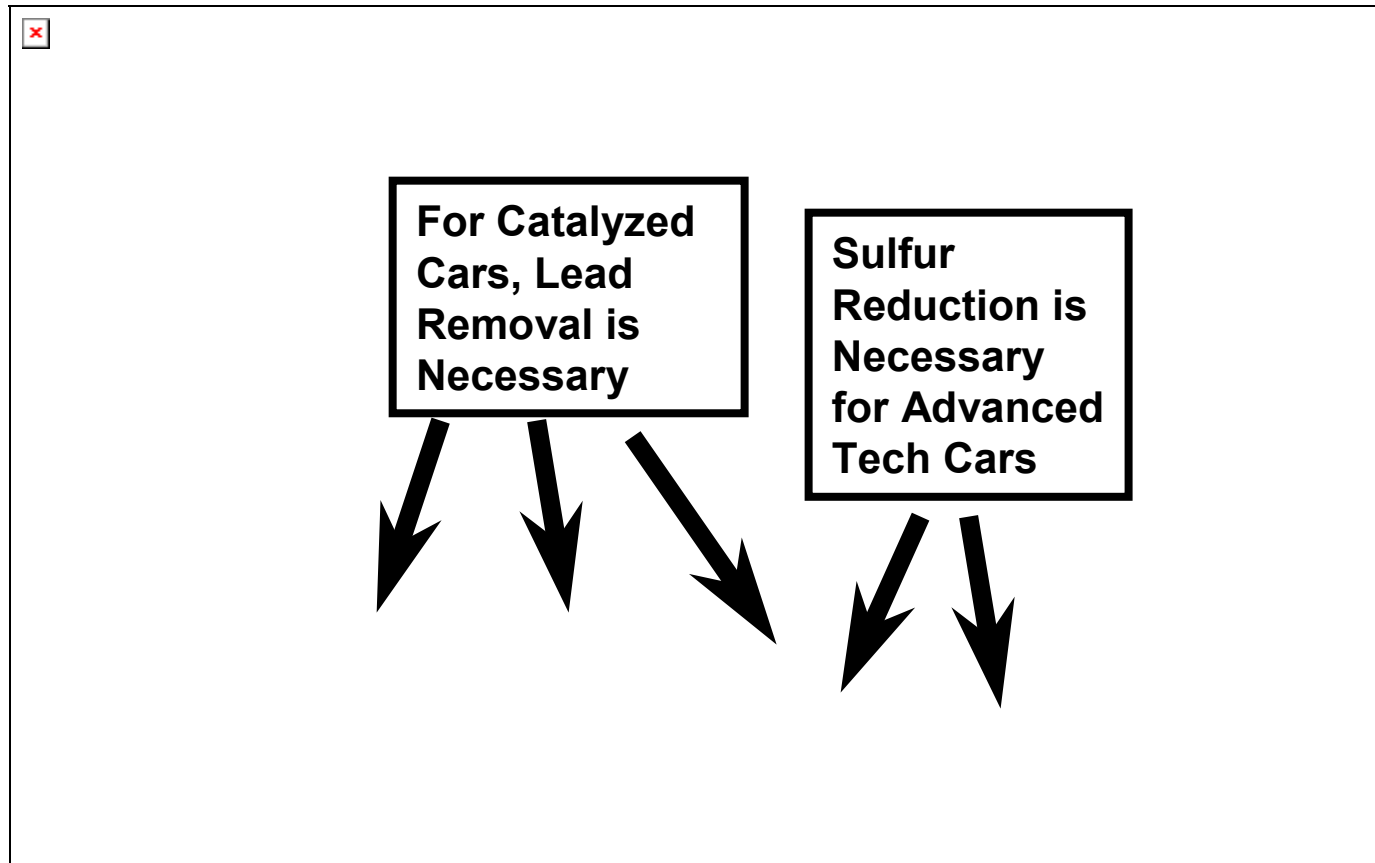 For Catalyzed
Cars, Lead
Removal is
Necessary
Sulfur
Reduction is
Necessary
for Advanced
Tech Cars